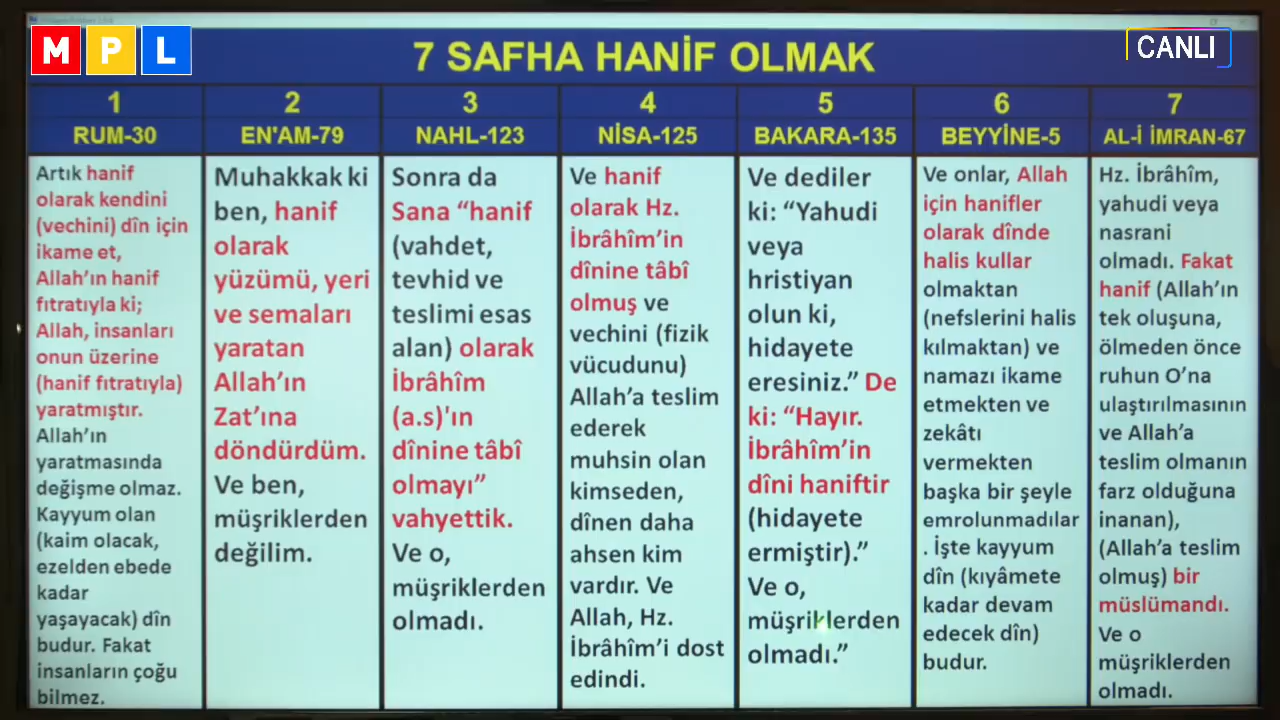 MPL
CANLI
7 SAFHA HANİF OLMAK
1
RUM-30
Artık hanif
olarak kendini
(vechini) dîn için
ikame et,
Allah’ın hanif
fıtratıyla ki;
Allah, insanları
onun üzerine
(hanif fıtratıyla)
yaratmıştır.
Allah’ın
yaratmasında
değişme olmaz.
Kayyum olan
(kaim olacak,
ezelden ebede
kadar
yaşayacak) dîn
budur. Fakat
insanların çoğu
bilmez.
2
EN'AM-79
Muhakkak ki
ben, hanif
olarak
yüzümü, yeri
ve semaları
yaratan
Allah’ın
Zat’ına
döndürdüm.
Ve ben,
müşriklerden
değilim.
3
NAHL-123
Sonra da
Sana “hanif
(vahdet,
tevhid ve
teslimi esas
alan) olarak
İbrâhîm
(a.s)'ın
dînine tâbî
olmayı”
vahyettik.
Ve o,
müşriklerden
olmadı.
4
NİSA-125
Ve hanif
olarak Hz.
İbrâhîm’in
dînine tâbî
olmuş ve
vechini (fizik
vücudunu)
Allah’a teslim
ederek
muhsin olan
kimseden,
dînen daha
ahsen kim
vardır. Ve
Allah, Hz.
İbrâhîm’i dost
edindi.
5
BAKARA-135
Ve dediler
ki: “Yahudi
veya
hristiyan
olun ki,
hidayete
eresiniz.” De
ki: “Hayır.
İbrâhîm’in
dîni haniftir
(hidayete
ermiştir).”
Ve o,
müşriklerden
olmadı.”
6
BEYYİNE-5
Ve onlar, Allah
için hanifler
olarak dînde
halis kullar
olmaktan
(nefslerini halis
kılmaktan) ve
namazı ikame
etmekten ve
zekâtı
vermekten
başka bir şeyle
emrolunmadılar
. İşte kayyum
dîn (kıyâmete
kadar devam
edecek dîn)
budur.
7
AL-İ İMRAN-67
Hz. İbrâhîm,
yahudi veya
nasrani
olmadı. Fakat
hanif (Allah’ın
tek oluşuna,
ölmeden önce
ruhun O’na
ulaştırılmasının
ve Allah’a
teslim olmanın
farz olduğuna
inanan),
(Allah’a teslim
olmuş) bir
müslümandı.
Ve o
müşriklerden
olmadı.